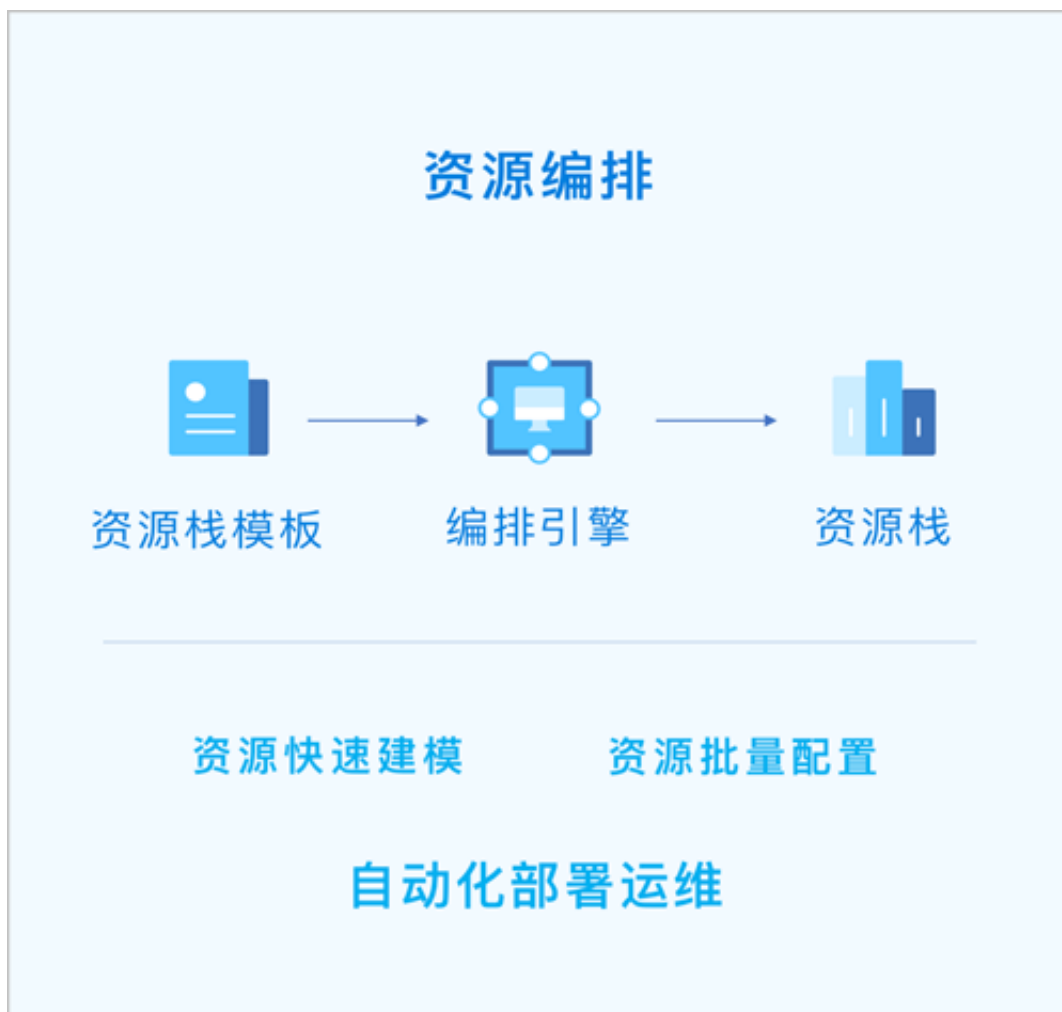 资源编排
资源栈模板
编排引擎
资源栈
资源快速建模
资源批量配置
自动化部署运维